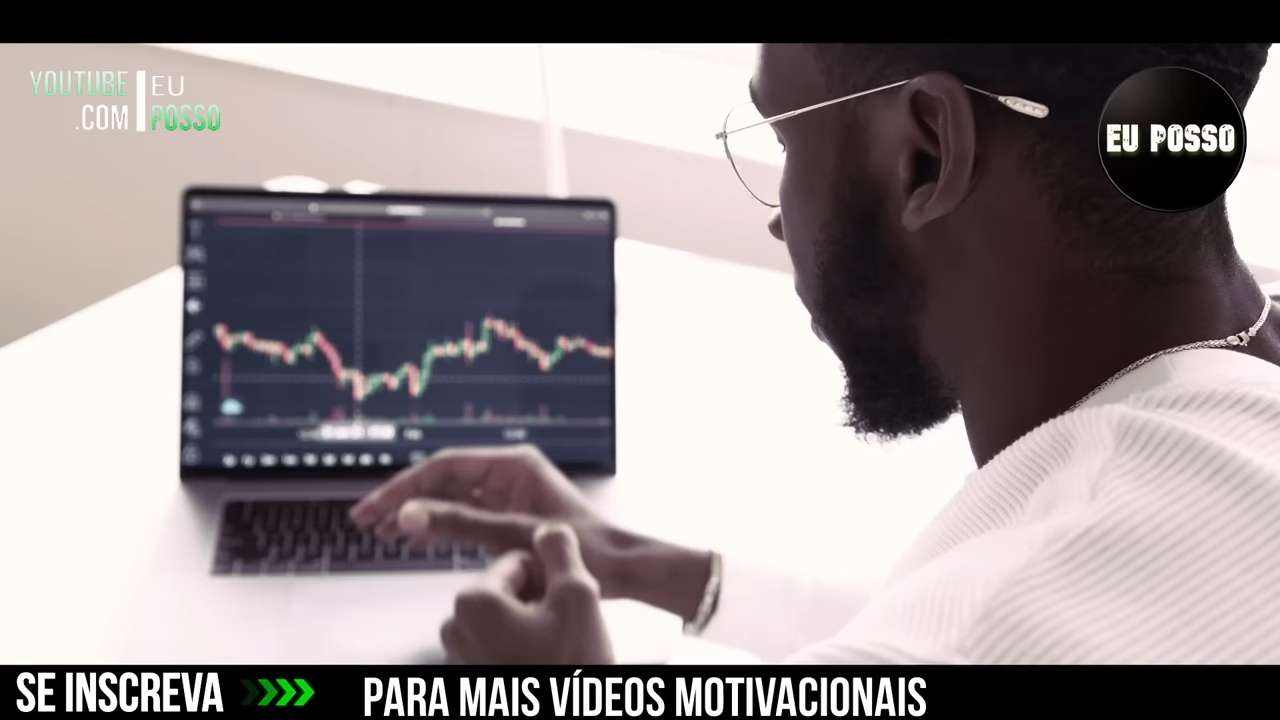 YOUTUBE
.COM
EU
POSSO
EU POSSO
SE INSCREVA
PARA MAIS VÍDEOS MOTIVACIONAIS